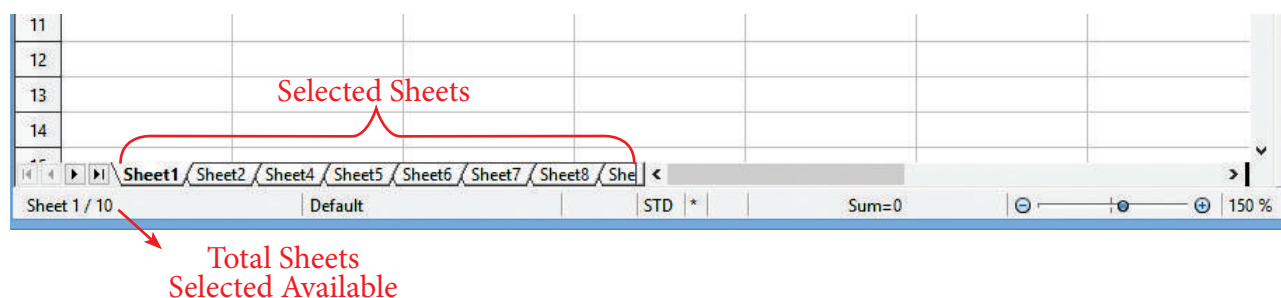 11
12
13
Selected Sheets
14
Sheet1 Sheet2 Sheet4 Sheet5 Sheet6 Sheet7 Sheet8 She
Sheet 1 / 10 Default STD * Sum=0 150 %
Total Sheets
Selected Available